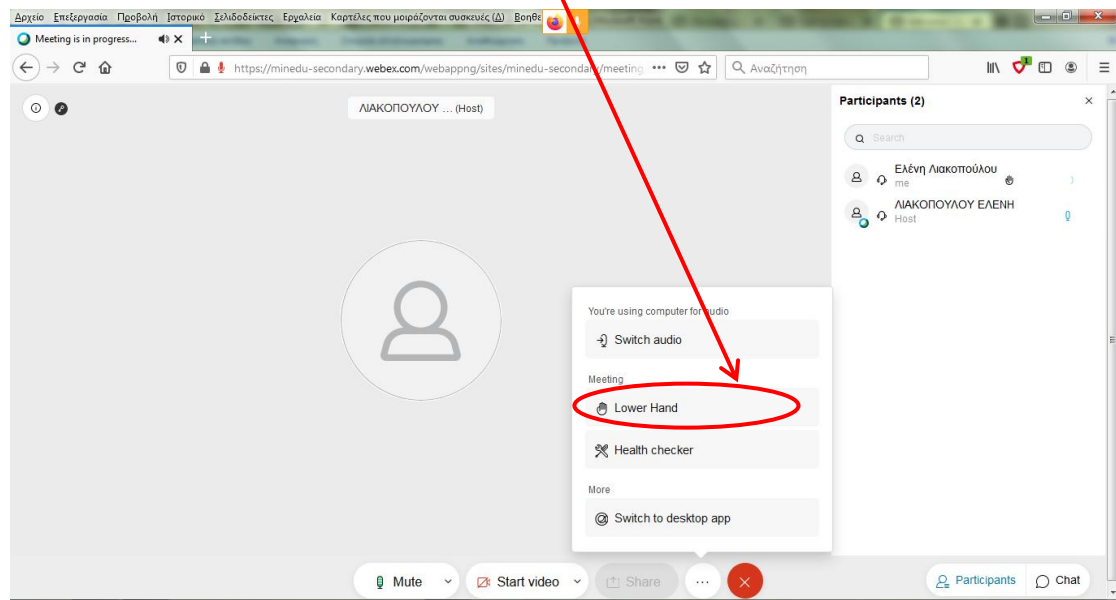 Αρχείο Επεξεργασία Προβολή Ιστορικό Σελιδοδείκτες Εργαλεία Καρτέλες που μοιράζονται συσκευές (Δ) Βοηθε
Meeting is in progress...
https://minedu-secondary.webex.com/webappng/sites/minedu-secondary/meeting
Αναζήτηση
1
ΛΙΑΚΟΠΟΥΛΟΥ ... (Host)
Participants (2)
Search
Ελένη Λιακοπούλου
me
ΛΙΑΚΟΠΟΥΛΟΥ ΕΛΕΝΗ
Host
You're using computer for audio
Switch audio
Meeting
Lower Hand
Health checker
More
Switch to desktop app
Mute
Start video
Share
Participants
Chat